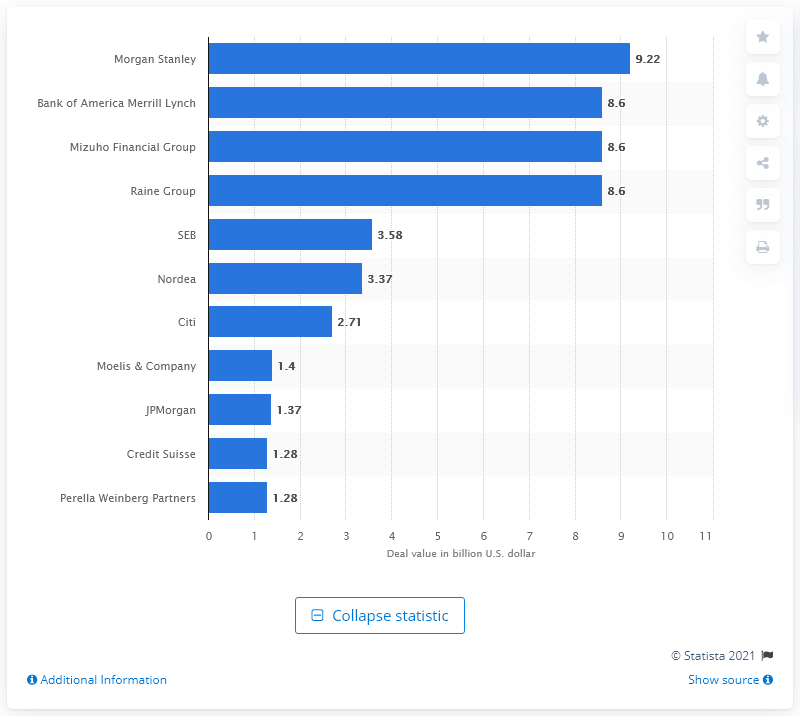 Morgan Stanley 9.22
Bank of America Merrill Lynch 8.6
Mizuho Financial Group 8.6
Raine Group 8.6
SEB 3.58
Nordea 3.37
Citi 2.71
Moelis & Company 1.4
JPMorgan 1.37
Credit Suisse 1.28
Perella Weinberg Partners 1.28
0 1 2 3 4 5 6 7 8 9 10 11
Deal value in billion U.S. dollar
Collapse statistic
© Statista 2021
Additional Information Show source